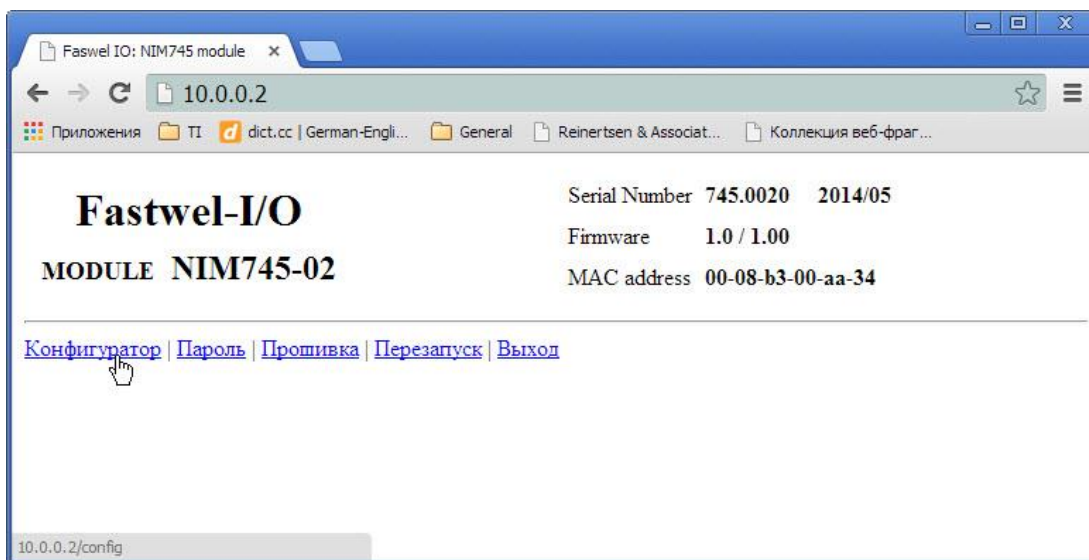 Faswel IO: NIM745 module
10.0.0.2
Приложения TI dict.cc | German-Engli... General Reinertsen & Associat... Коллекция веб-фраг...
Fastwel-I/O
MODULE NIM745-02
Serial Number 745.0020 2014/05
Firmware 1.0 / 1.00
MAC address 00-08-b3-00-aa-34
Конфигуратор | Пароль | Прошивка | Перезапуск | Выход
10.0.0.2/config